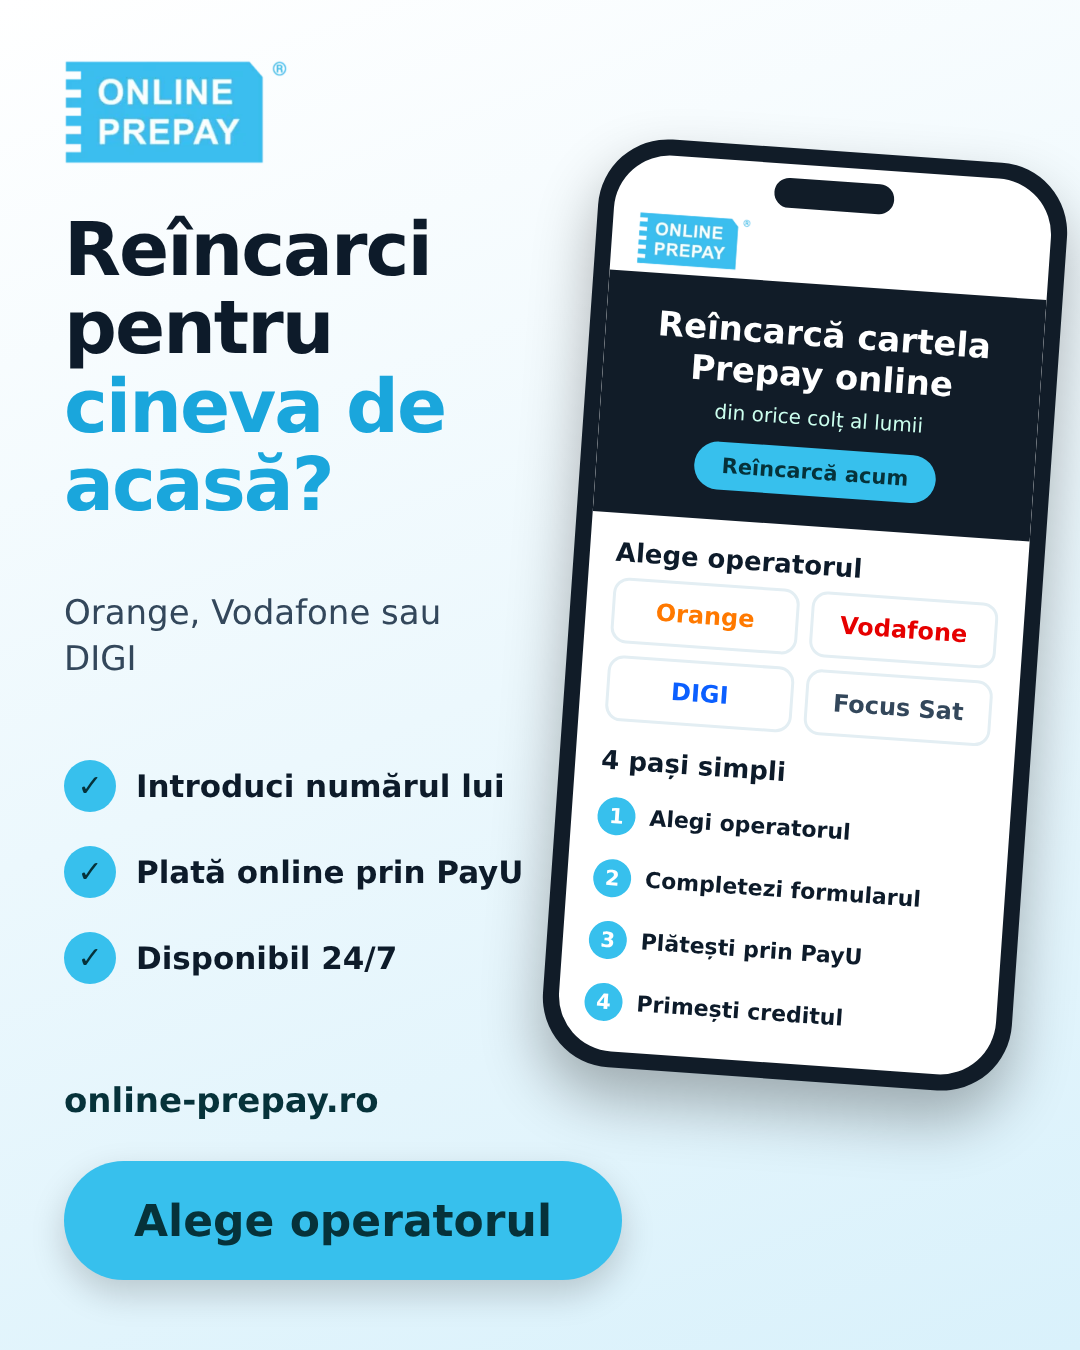 ONLINE
PREPAY
®
Reîncarci
pentru
cineva de
acasă?
Orange, Vodafone sau
DIGI
✓ Introduci numărul lui
✓ Plată online prin PayU
✓ Disponibil 24/7
online-prepay.ro
Alege operatorul
ONLINE
PREPAY
®
Reîncarcă cartela
Prepay online
din orice colț al lumii
Reîncarcă acum
Alege operatorul
Orange
Vodafone
DIGI
Focus Sat
4 pași simpli
1 Alegi operatorul
2 Completezi formularul
3 Plătești prin PayU
4 Primești creditul